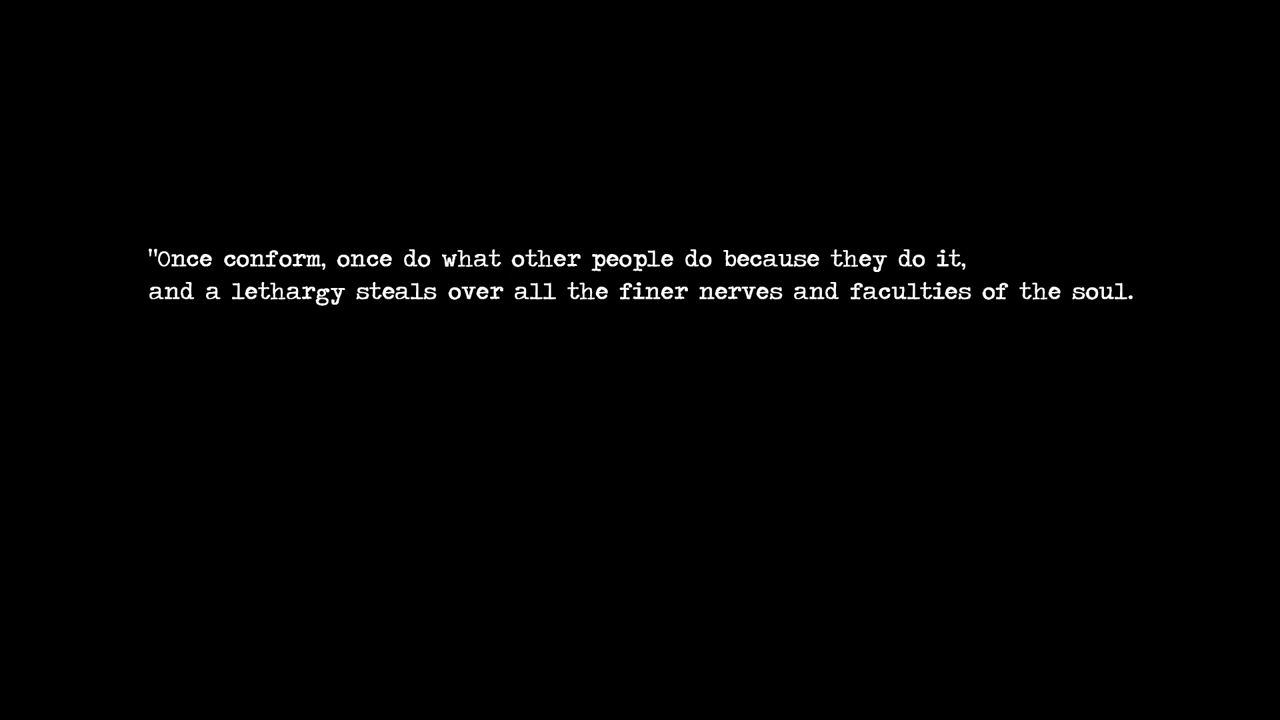 "Once conform, once do what other people do because they do it,
and a lethargy steals over all the finer nerves and faculties of the soul.